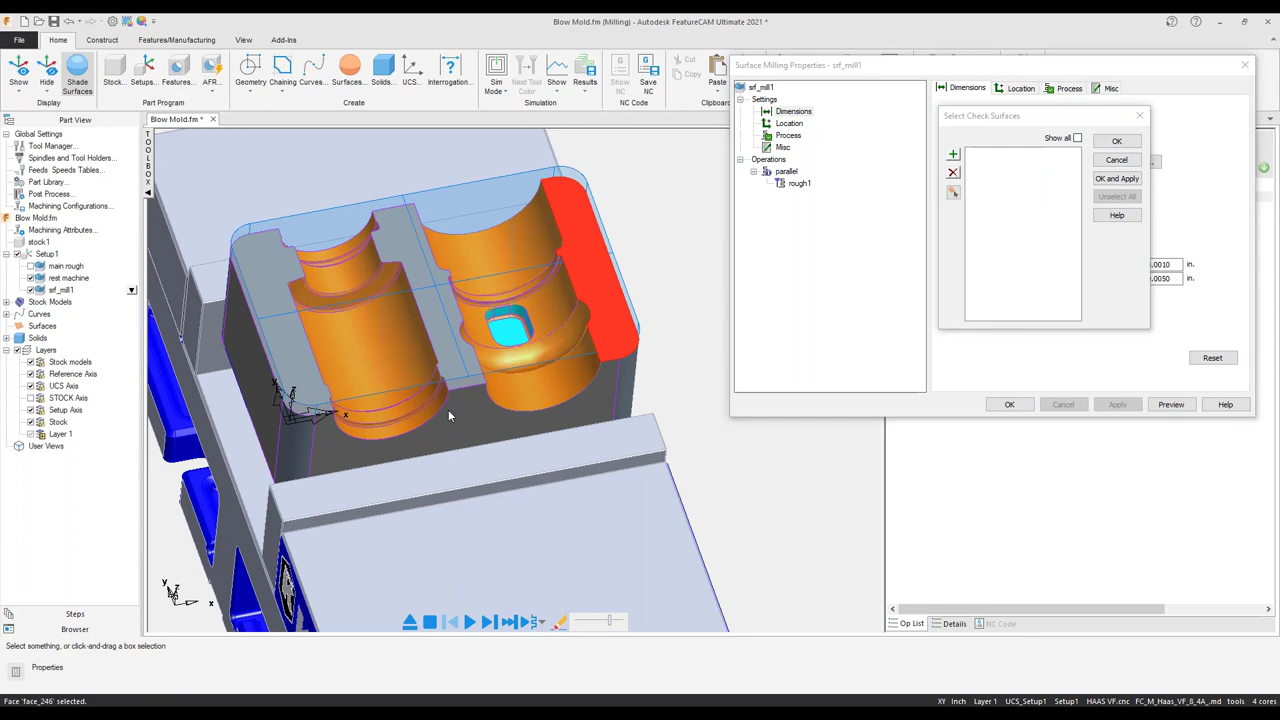 Blow Mold.fm (Milling) - Autodesk FeatureCAM Ultimate 2021 *
File
Home
Construct
Features/Manufacturing
View
Add-Ins
Show
Hide
Shade Surfaces
Stock...
Setups...
Features...
AFR...
Geometry
Chaining
Curves...
Surfaces...
Solids...
UCS...
Interrogation...
Sim Mode
Next Tool Color
Show
Results
Show NC
Save NC
Cut
Copy
Paste
Display
Part Program
Create
Simulation
NC Code
Clipboard
Part View
Blow Mold.fm *
TOOLBOX
Global Settings
Tool Manager...
Spindles and Tool Holders...
Feeds Speeds Tables...
Part Library...
Post Process...
Machining Configurations...
Blow Mold.fm
Machining Attributes...
stock1
Setup1
main rough
rest machine
srf_mill1
Stock Models
Curves
Surfaces
Solids
Layers
Stock models
Reference Axis
UCS Axis
STOCK Axis
Setup Axis
Stock
Layer 1
User Views
Steps
Browser
Surface Milling Properties - srf_mill1
srf_mill1
Settings
Dimensions
Location
Process
Misc
Operations
parallel
rough1
Dimensions
Location
Process
Misc
Select Check Surfaces
Show all
OK
Cancel
OK and Apply
Unselect All
Help
.0010 in.
.0050 in.
Reset
OK
Cancel
Apply
Preview
Help
x
y
z
Op List
Details
NC Code
Select something, or click-and-drag a box selection
Properties
Face 'face_246' selected.
XY
Inch
Layer 1
UCS_Setup1
Setup1
HAAS VF.cnc
FC_M_Haas_VF_8_4A_.md
tools
4 cores